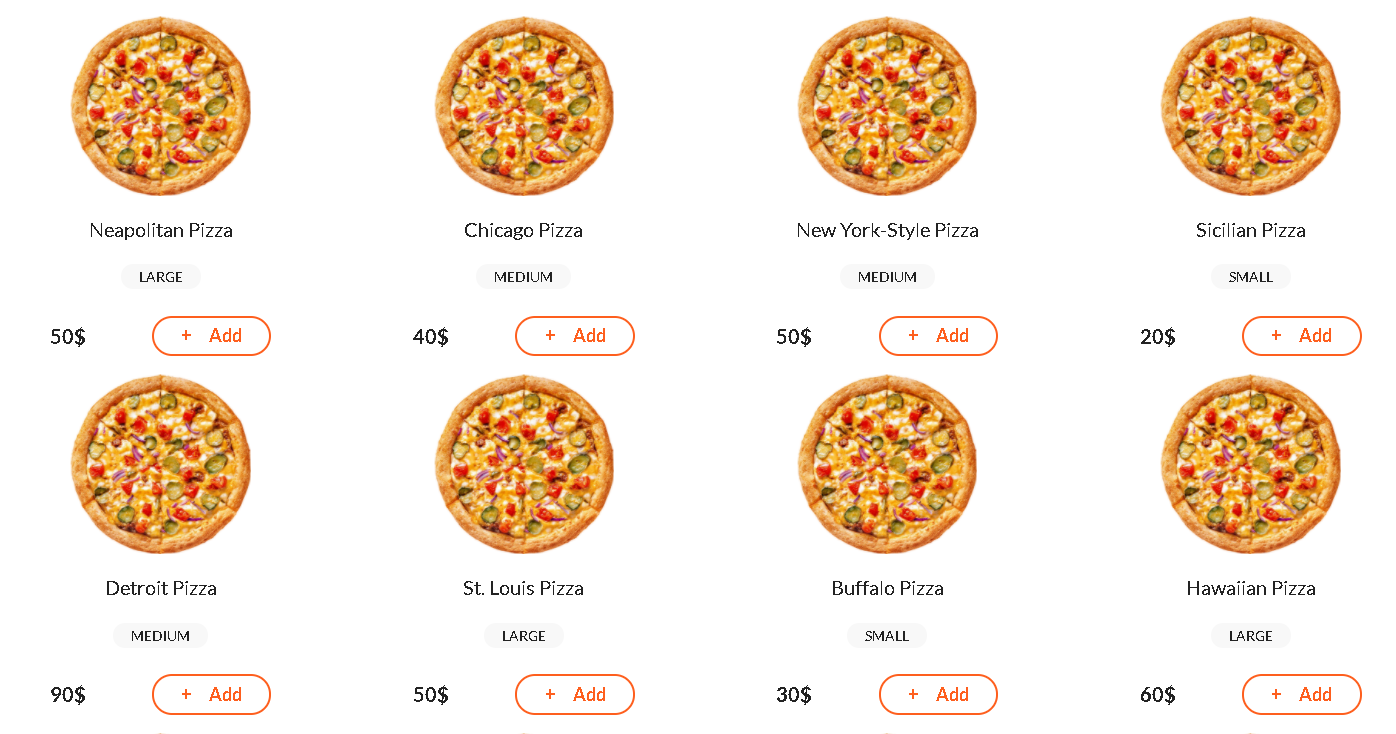 Neapolitan Pizza
LARGE
50$ + Add
Chicago Pizza
MEDIUM
40$ + Add
New York-Style Pizza
MEDIUM
50$ + Add
Sicilian Pizza
SMALL
20$ + Add
Detroit Pizza
MEDIUM
90$ + Add
St. Louis Pizza
LARGE
50$ + Add
Buffalo Pizza
SMALL
30$ + Add
Hawaiian Pizza
LARGE
60$ + Add